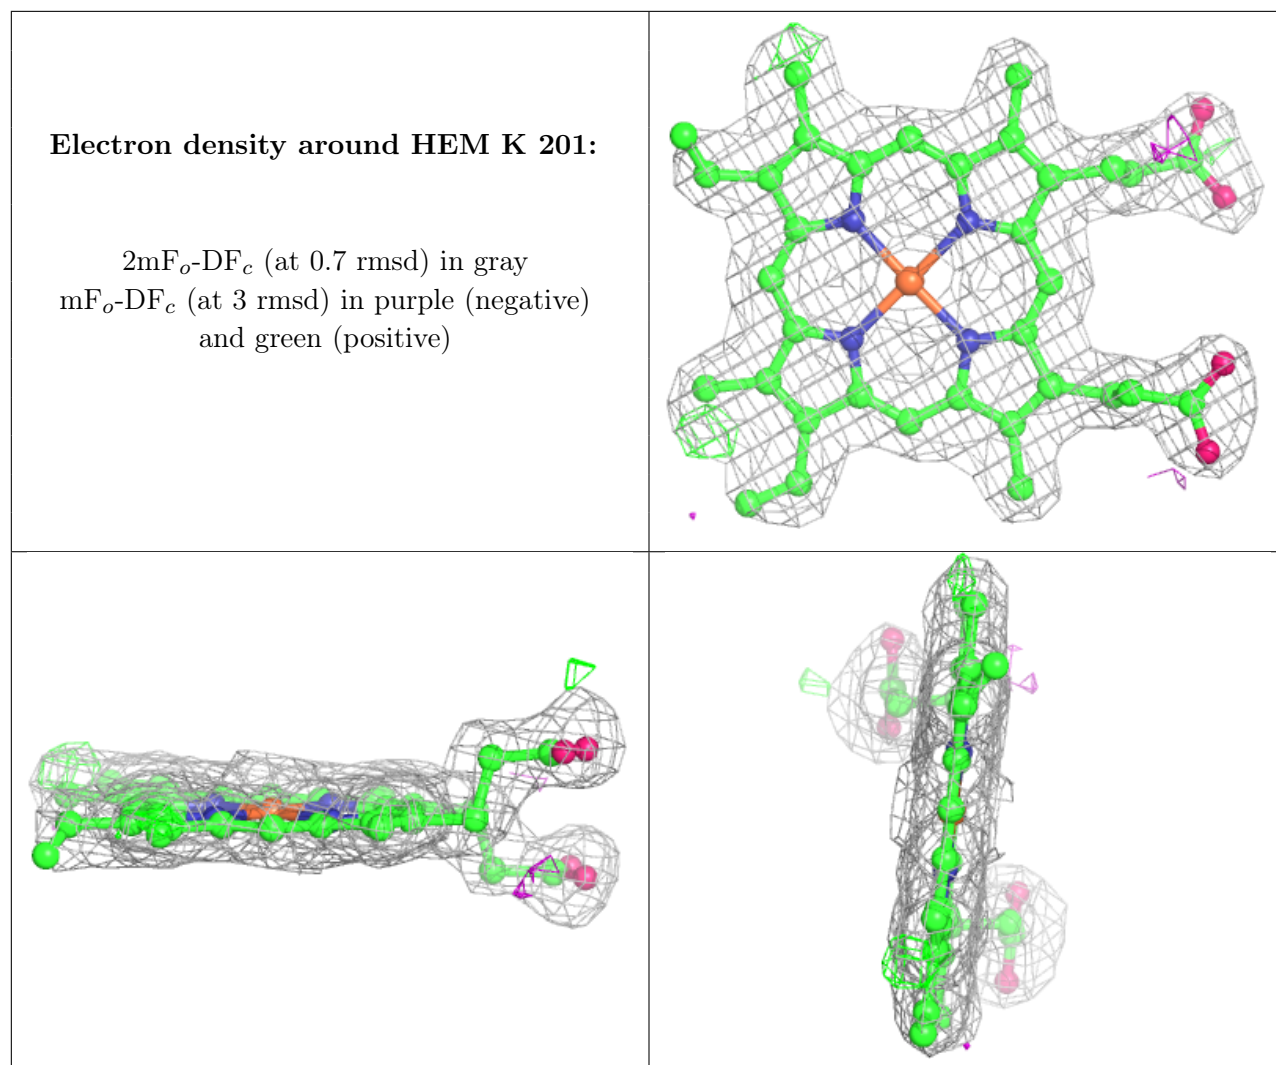 Electron density around HEM K 201:
2mFo-DFc (at 0.7 rmsd) in gray
mFo-DFc (at 3 rmsd) in purple (negative)
and green (positive)